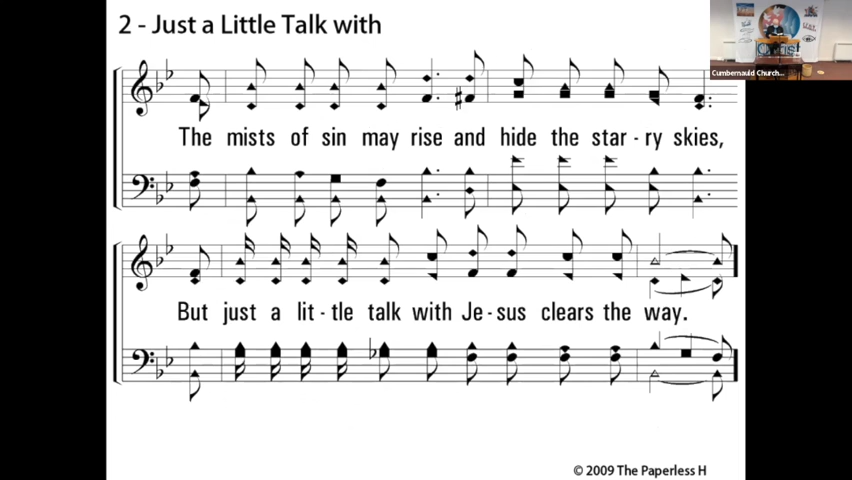 2 - Just a Little Talk with
Cumbernauld Church...
The mists of sin may rise and hide the star - ry skies,
But just a lit - tle talk with Je - sus clears the way.
© 2009 The Paperless H